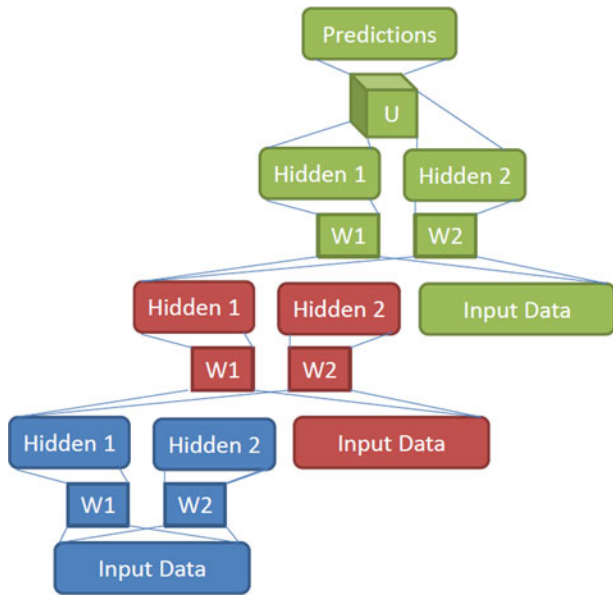 Predictions
U
Hidden 1 Hidden 2
W1 W2
Hidden 1 Hidden 2 Input Data
W1 W2
Hidden 1 Hidden 2 Input Data
W1 W2
Input Data